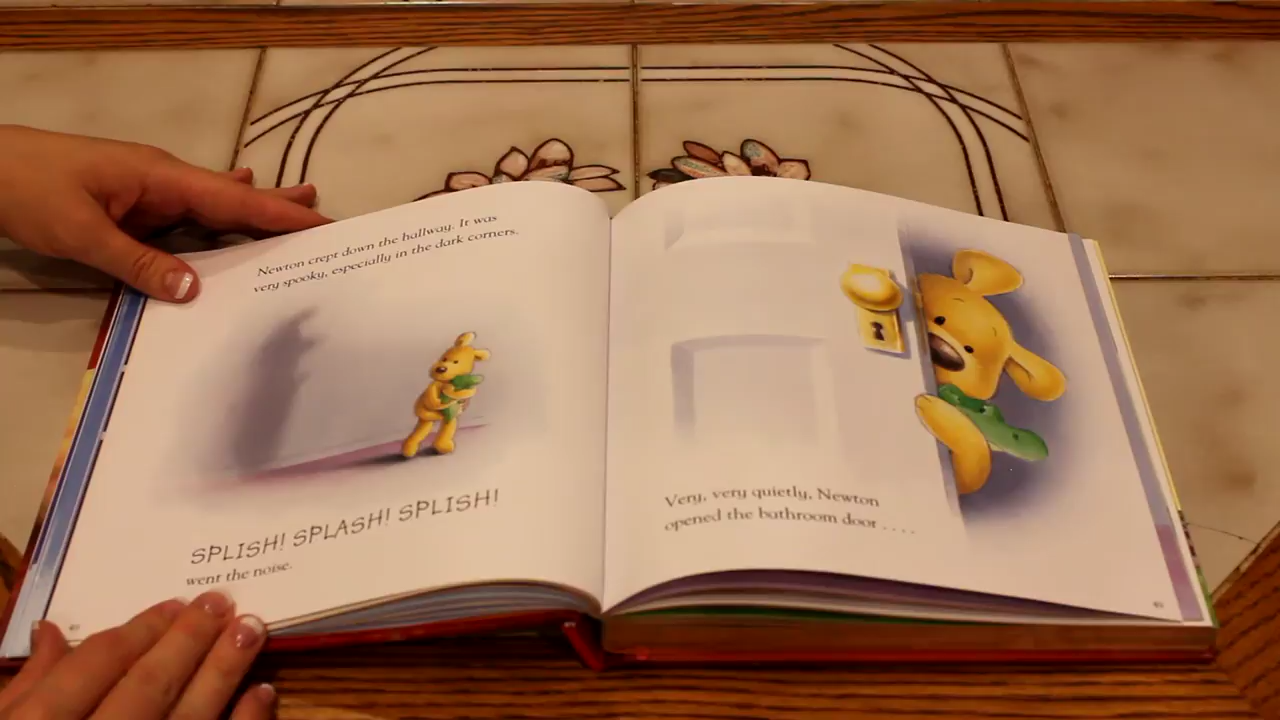 Newton crept down the hallway. It was
very spooky, especially in the dark corners.
SPLISH! SPLASH! SPLISH!
went the noise.
Very, very quietly, Newton
opened the bathroom door . . . .